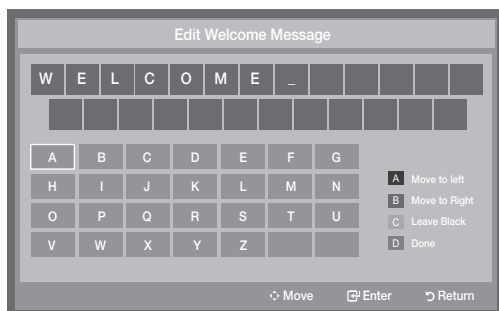 Edit Welcome Message
W E L C O M E _
A B C D E F G
H I J K L M N
O P Q R S T U
V W X Y Z
A Move to left
B Move to Right
C Leave Black
D Done
Move Enter Return